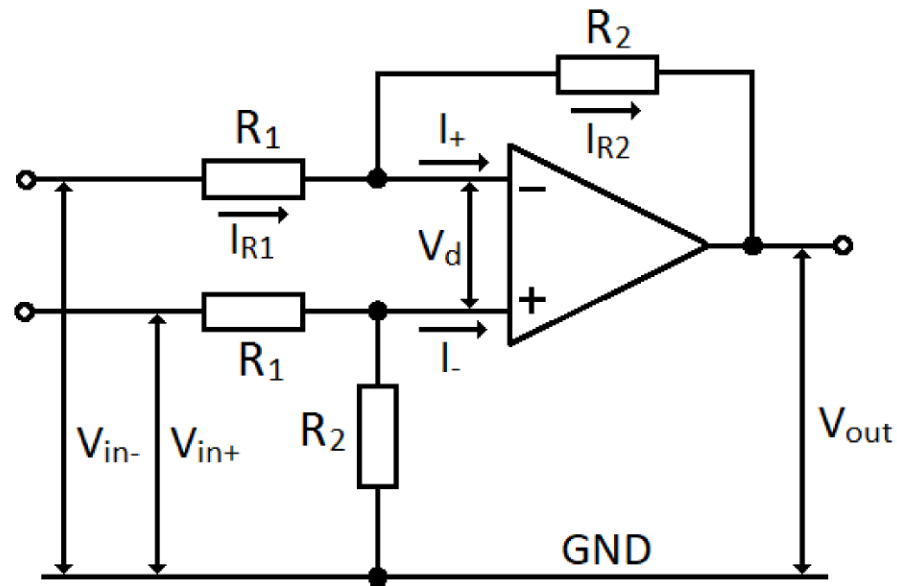 R2
R1
I+
IR2
−
IR1
Vd
+
R1
I-
R2
Vin-
Vin+
Vout
GND